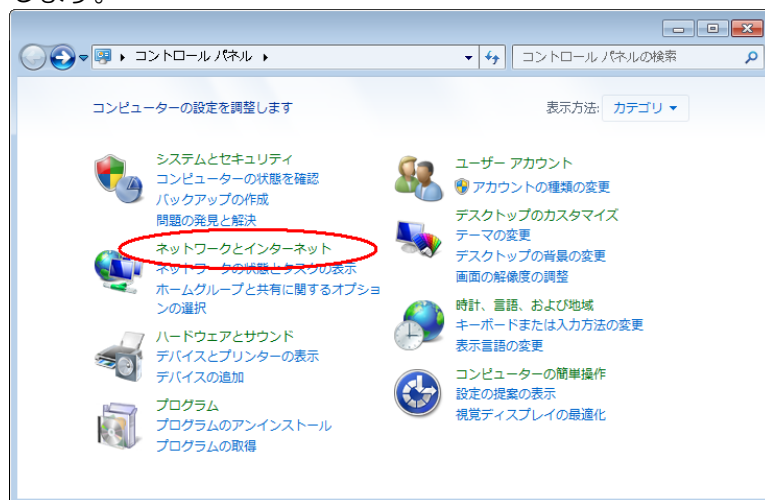 します。
コントロール パネル
コントロール パネルの検索
コンピューターの設定を調整します
表示方法: カテゴリ
システムとセキュリティ
コンピューターの状態を確認
バックアップの作成
問題の発見と解決
ネットワークとインターネット
ネットワークの状態とタスクの表示
ホームグループと共有に関するオプショ
ンの選択
ハードウェアとサウンド
デバイスとプリンターの表示
デバイスの追加
プログラム
プログラムのアンインストール
プログラムの取得
ユーザー アカウント
アカウントの種類の変更
デスクトップのカスタマイズ
テーマの変更
デスクトップの背景の変更
画面の解像度の調整
時計、言語、および地域
キーボードまたは入力方法の変更
表示言語の変更
コンピューターの簡単操作
設定の提案の表示
視覚ディスプレイの最適化